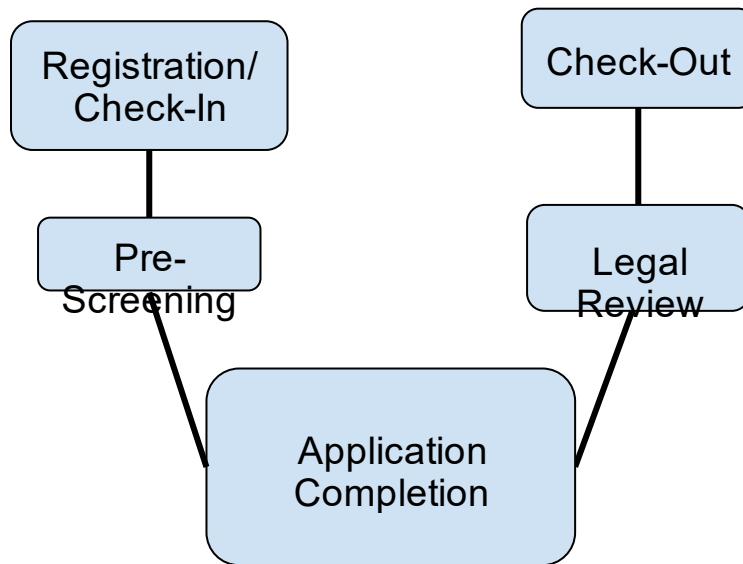 Registration/
Check-In
Check-Out
Pre-
Screening
Legal
Review
Application
Completion